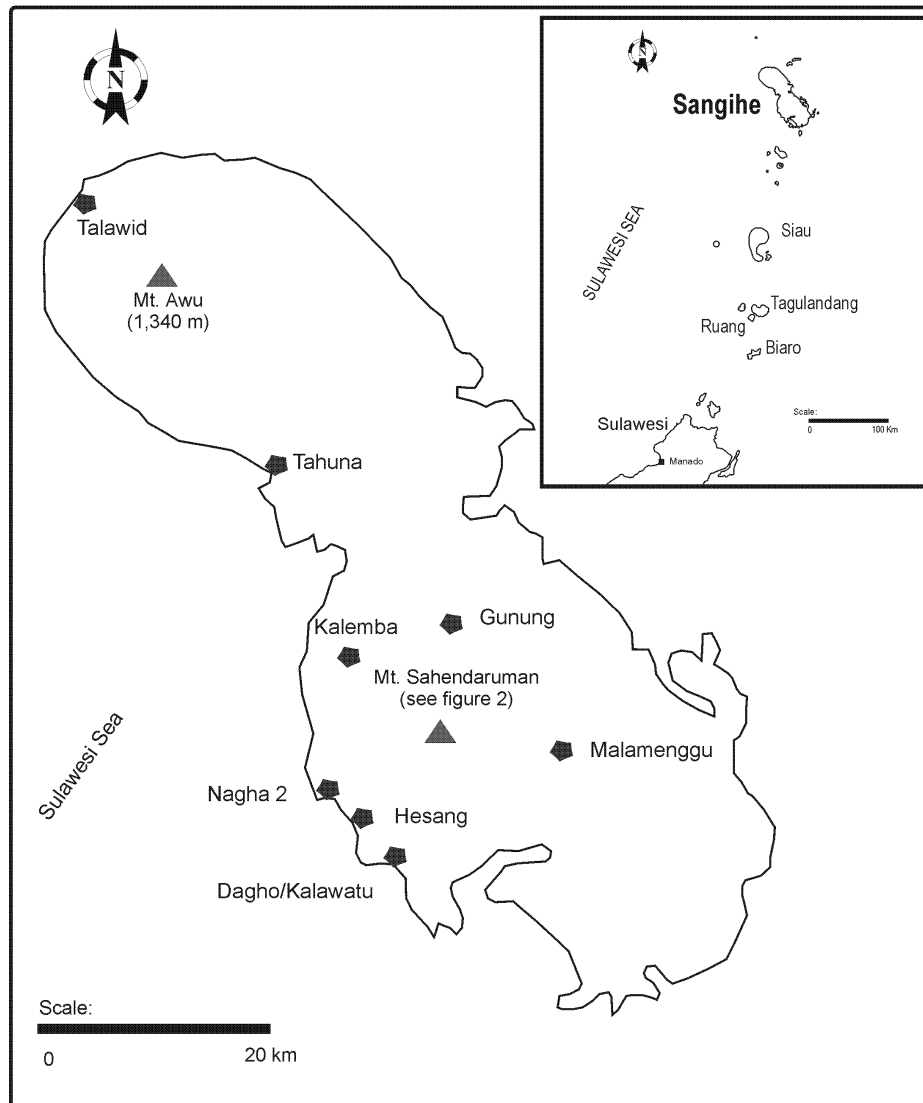 N
Talawid
Mt. Awu
(1,340 m)
Tahuna
Kalemba
Gunung
Mt. Sahendaruman
(see figure 2)
Malamenggu
Sulawesi Sea
Nagha 2
Hesang
Dagho/Kalawatu
Scale:
0 20 km
N
Sangihe
SULAWESI SEA
Siau
Tagulandang
Ruang
Biaro
Scale:
0 100 Km
Sulawesi
Manado